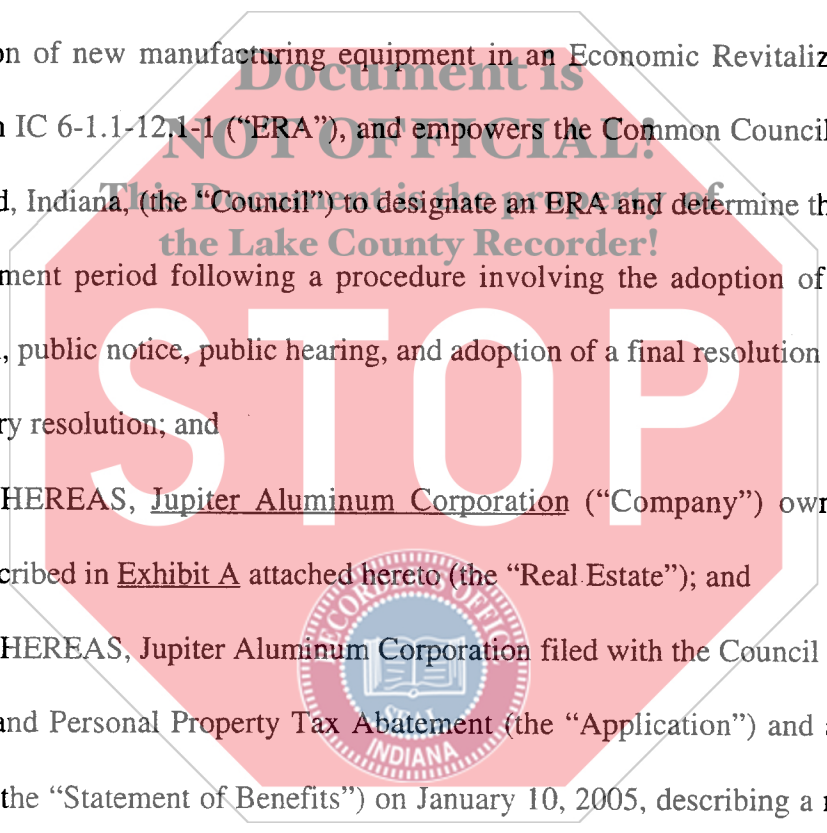 on of new manufacturing equipment in an Economic Revitaliz
Document is
IC 6-1.1-12.1-1 (“ERA”), and empowers the Common Council
NOT OFFICIAL!
d, Indiana, (the “Council”) to designate an ERA and determine th
This Document is the property of
the Lake County Recorder!
ment period following a procedure involving the adoption of
, public notice, public hearing, and adoption of a final resolution
STOP
ry resolution; and
HEREAS, Jupiter Aluminum Corporation (“Company”) own
cribed in Exhibit A attached hereto (the “Real Estate”); and
RECORDER'S OFFICE
HEREAS, Jupiter Aluminum Corporation filed with the Council
SEAL
and Personal Property Tax Abatement (the “Application”) and a
INDIANA
the “Statement of Benefits”) on January 10, 2005, describing a